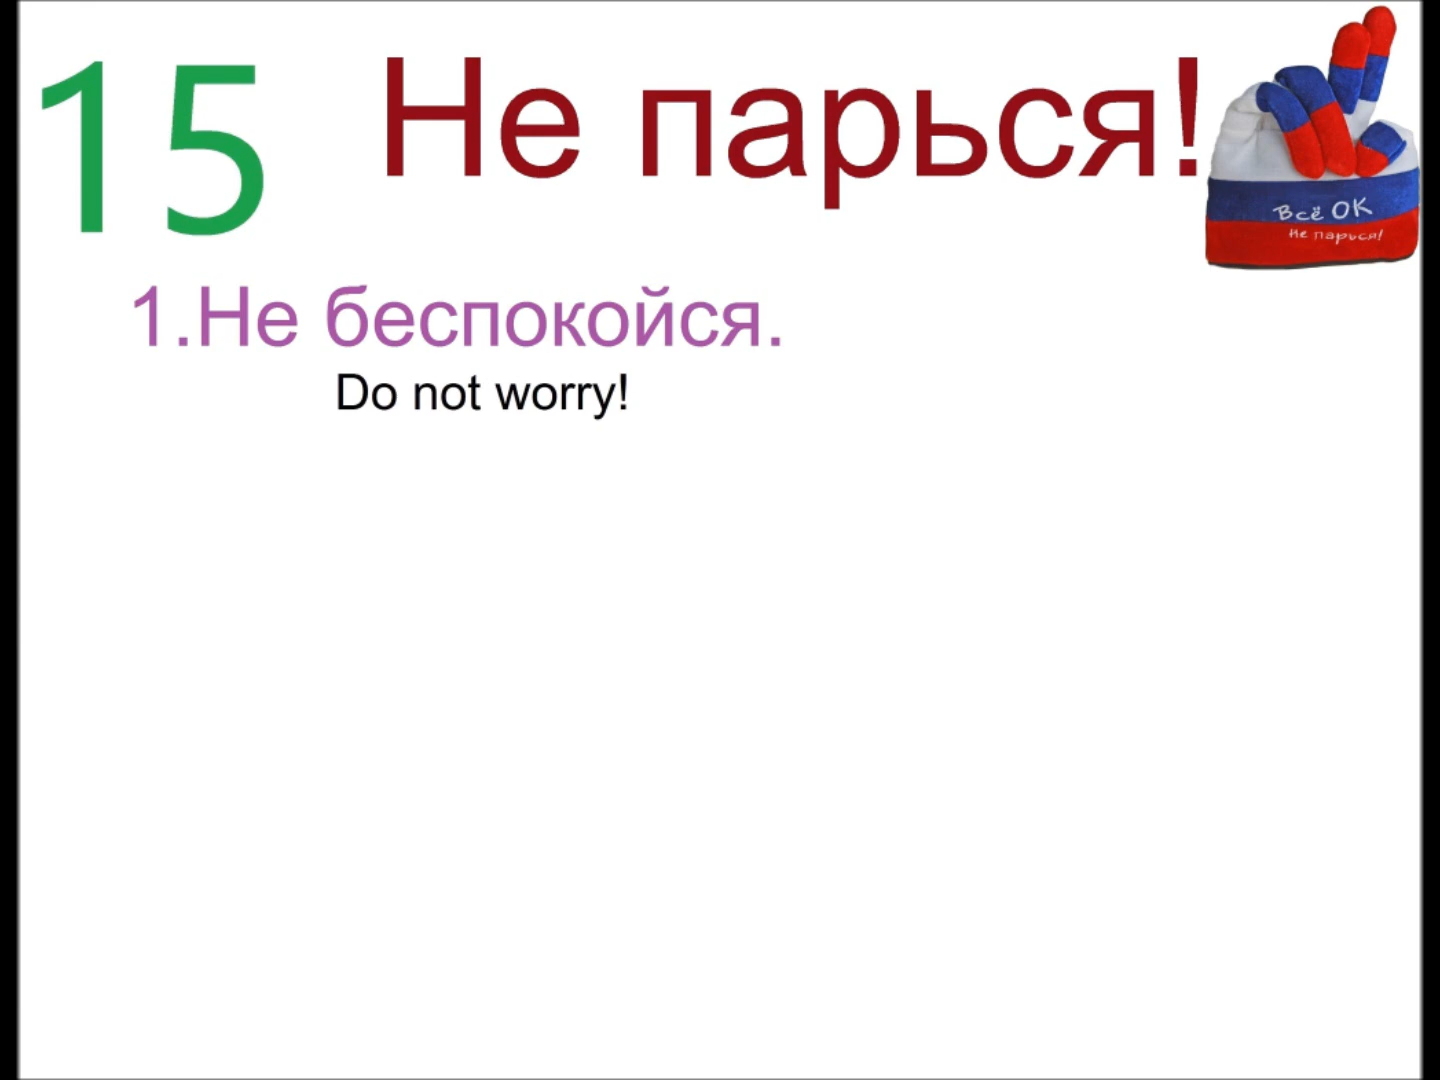 15 Не парься!
Всё ОК
Не парься!
1.Не беспокойся.
Do not worry!